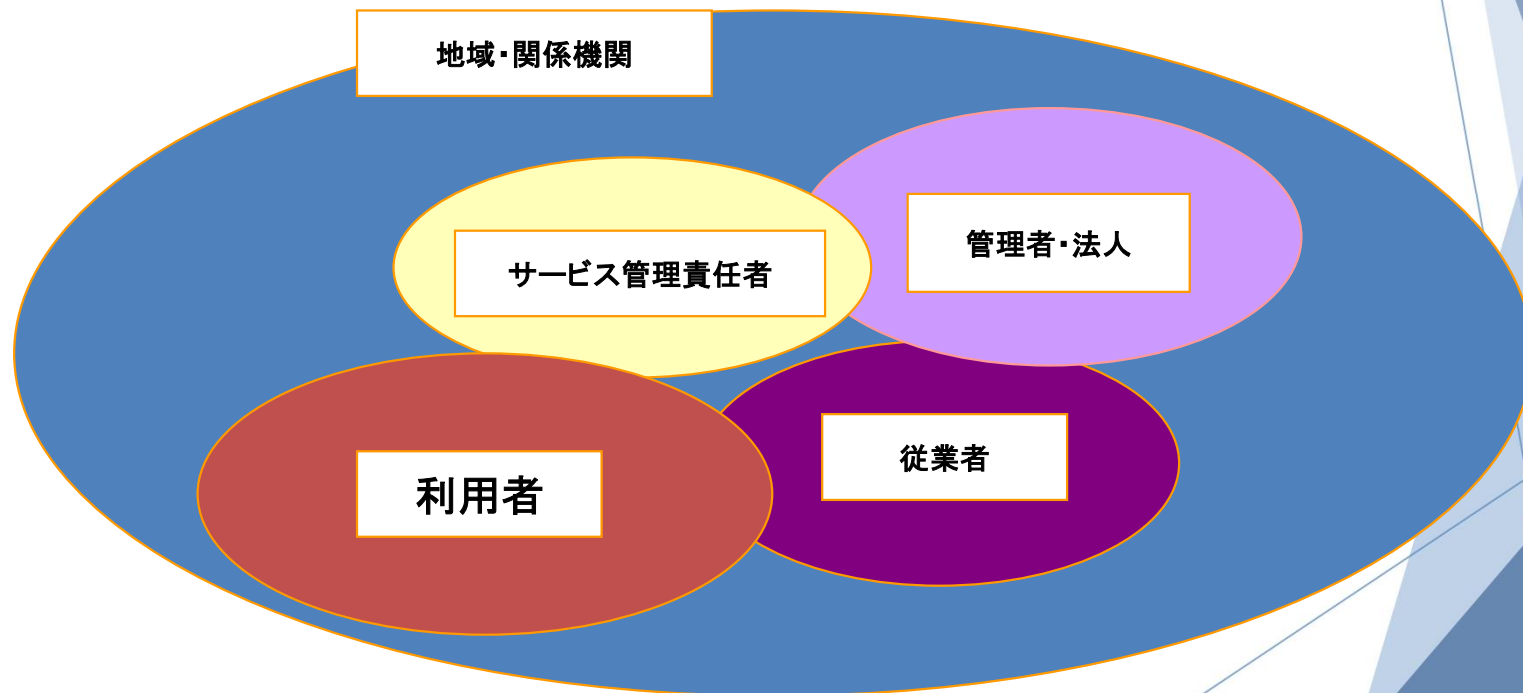 地域・関係機関
管理者・法人
サービス管理責任者
従業者
利用者